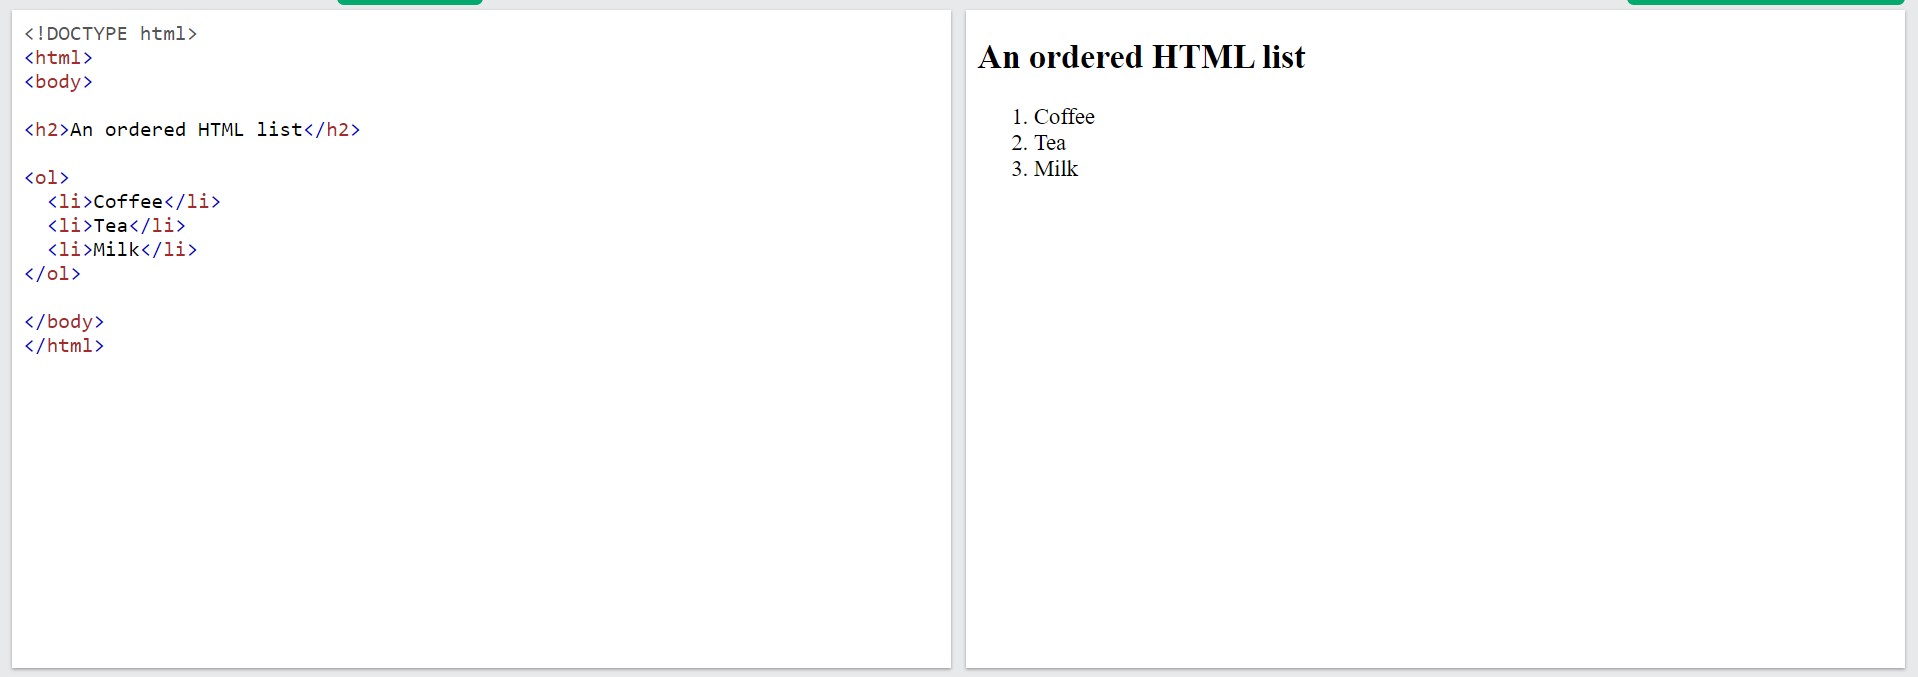 <!DOCTYPE html>
<html>
<body>
<h2>An ordered HTML list</h2>
<ol>
  <li>Coffee</li>
  <li>Tea</li>
  <li>Milk</li>
</ol>
</body>
</html>
An ordered HTML list
1. Coffee
2. Tea
3. Milk